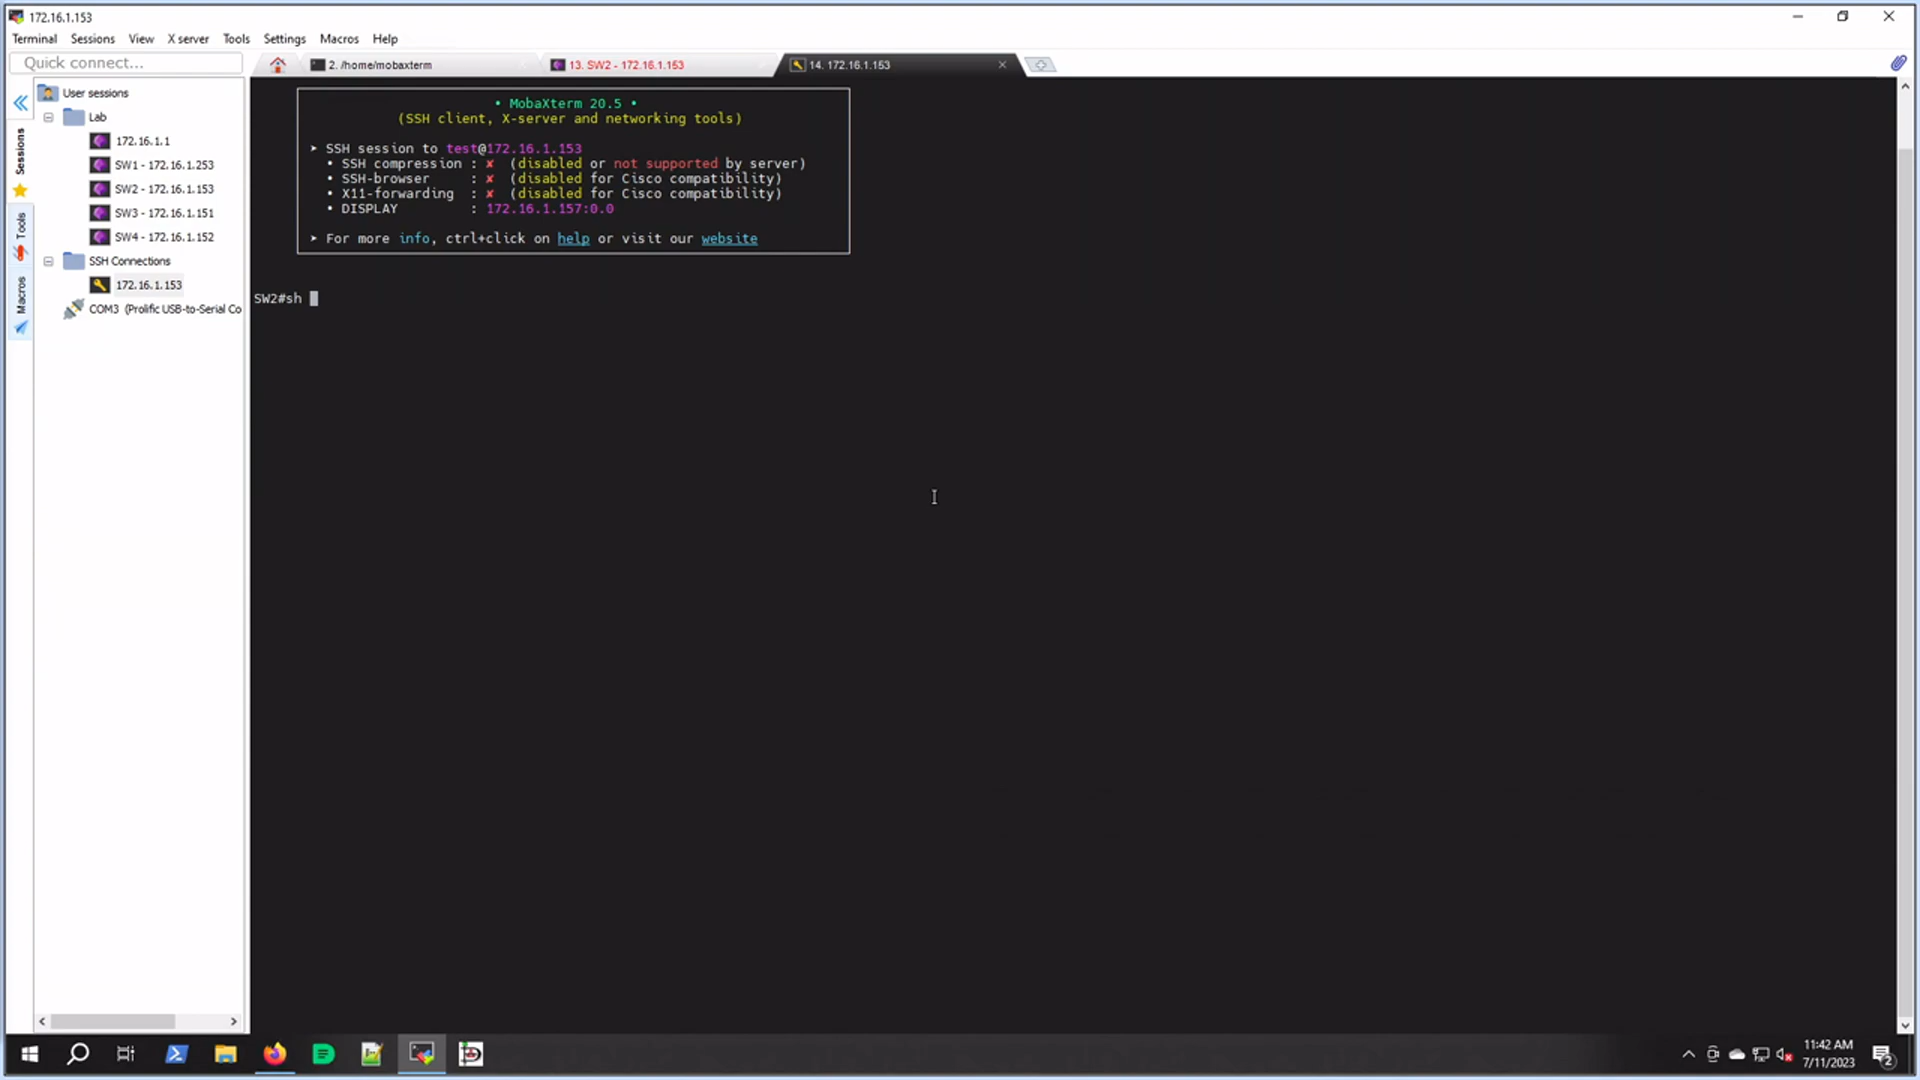 172.16.1.153
Terminal Sessions View X server Tools Settings Macros Help
Quick connect...
2. /home/mobaxterm
13. SW2 - 172.16.1.153
14. 172.16.1.153
Sessions
Tools
Macros
User sessions
Lab
172.16.1.1
SW1 - 172.16.1.253
SW2 - 172.16.1.153
SW3 - 172.16.1.151
SW4 - 172.16.1.152
SSH Connections
172.16.1.153
COM3 (Prolific USB-to-Serial Co
• MobaXterm 20.5 •
(SSH client, X-server and networking tools)
➤ SSH session to test@172.16.1.153
• SSH compression : ✘ (disabled or not supported by server)
• SSH-browser : ✘ (disabled for Cisco compatibility)
• X11-forwarding : ✘ (disabled for Cisco compatibility)
• DISPLAY : 172.16.1.157:0.0
➤ For more info, ctrl+click on help or visit our website
SW2#sh
11:42 AM
7/11/2023
2